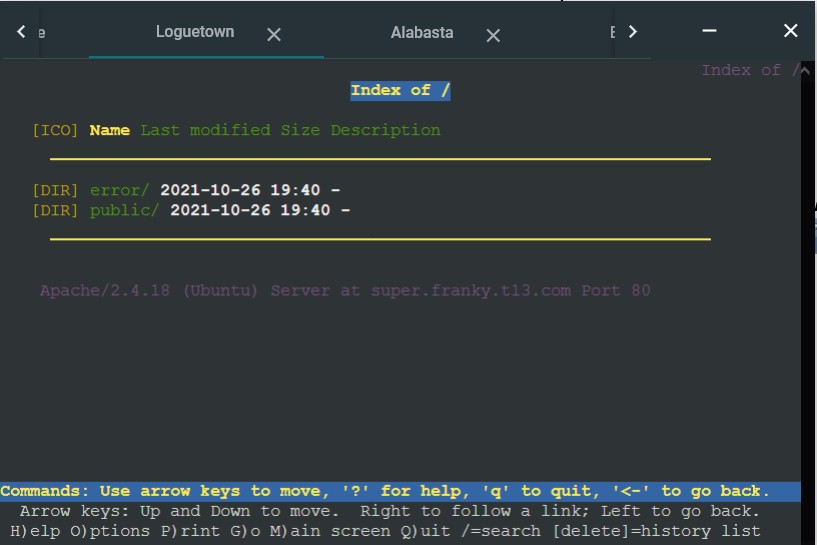 e Loguetown Alabasta
Index of /
Index of /
[ICO] Name Last modified Size Description
[DIR] error/ 2021-10-26 19:40 -
[DIR] public/ 2021-10-26 19:40 -
Apache/2.4.18 (Ubuntu) Server at super.franky.t13.com Port 80
Commands: Use arrow keys to move, '?' for help, 'q' to quit, '<-' to go back.
Arrow keys: Up and Down to move. Right to follow a link; Left to go back.
H)elp O)ptions P)rint G)o M)ain screen Q)uit /=search [delete]=history list